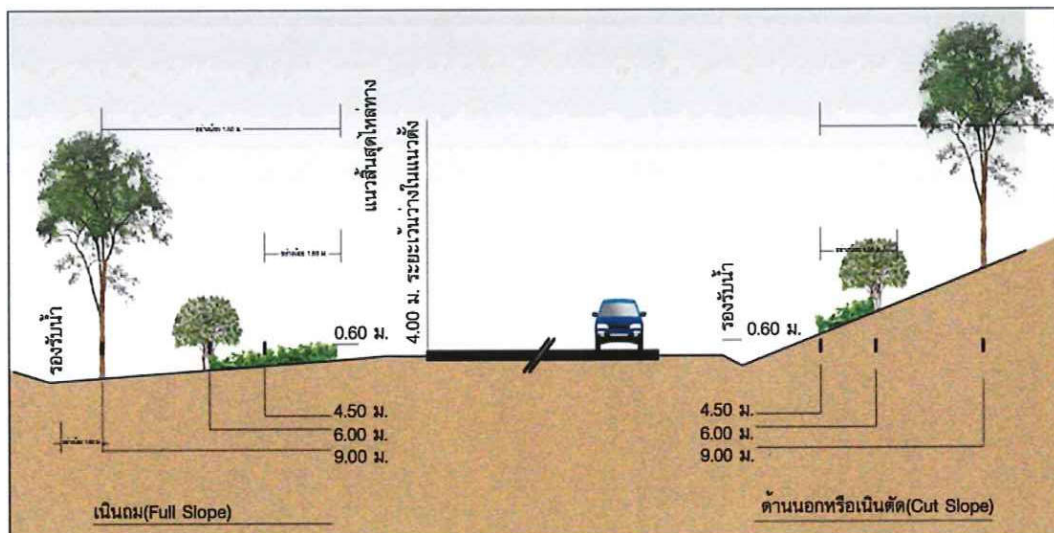 แนวสิ้นสุดไหล่ทาง
4.00 ม. ระยะเว้นว่างในแนวดิ่ง
รองรับน้ำ
0.60 ม.
4.50 ม.
6.00 ม.
9.00 ม.
เนินถม(Full Slope)
รองรับน้ำ
0.60 ม.
4.50 ม.
6.00 ม.
9.00 ม.
ด้านนอกหรือเนินตัด(Cut Slope)